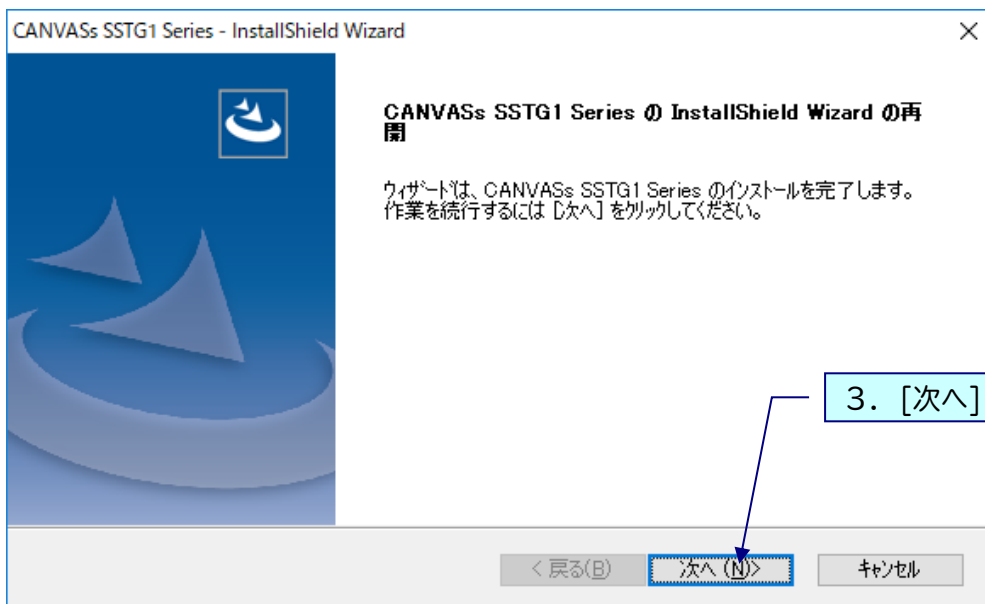 CANVASs SSTG1 Series - InstallShield Wizard
CANVASs SSTG1 Series の InstallShield Wizard の再
開
ウィザードは、CANVASs SSTG1 Series のインストールを完了します。
作業を続行するには [次へ] をクリックしてください。
３．[次へ]
< 戻る(B)
次へ (N)>
キャンセル